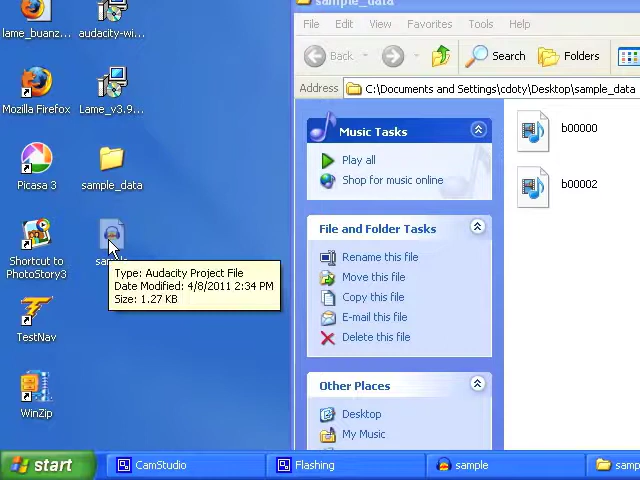 sample_data
File Edit View Favorites Tools Help
Back Search Folders
Address C:\Documents and Settings\cdoty\Desktop\sample_data
lame_buanz... audacity-wi...
Mozilla Firefox Lame_v3.9...
Picasa 3 sample_data
Shortcut to
PhotoStory3
TestNav
WinZip
Type: Audacity Project File
Date Modified: 4/8/2011 2:34 PM
Size: 1.27 KB
Music Tasks
Play all
Shop for music online
File and Folder Tasks
Rename this file
Move this file
Copy this file
E-mail this file
Delete this file
Other Places
Desktop
My Music
b00000
b00002
start CamStudio Flashing sample samp